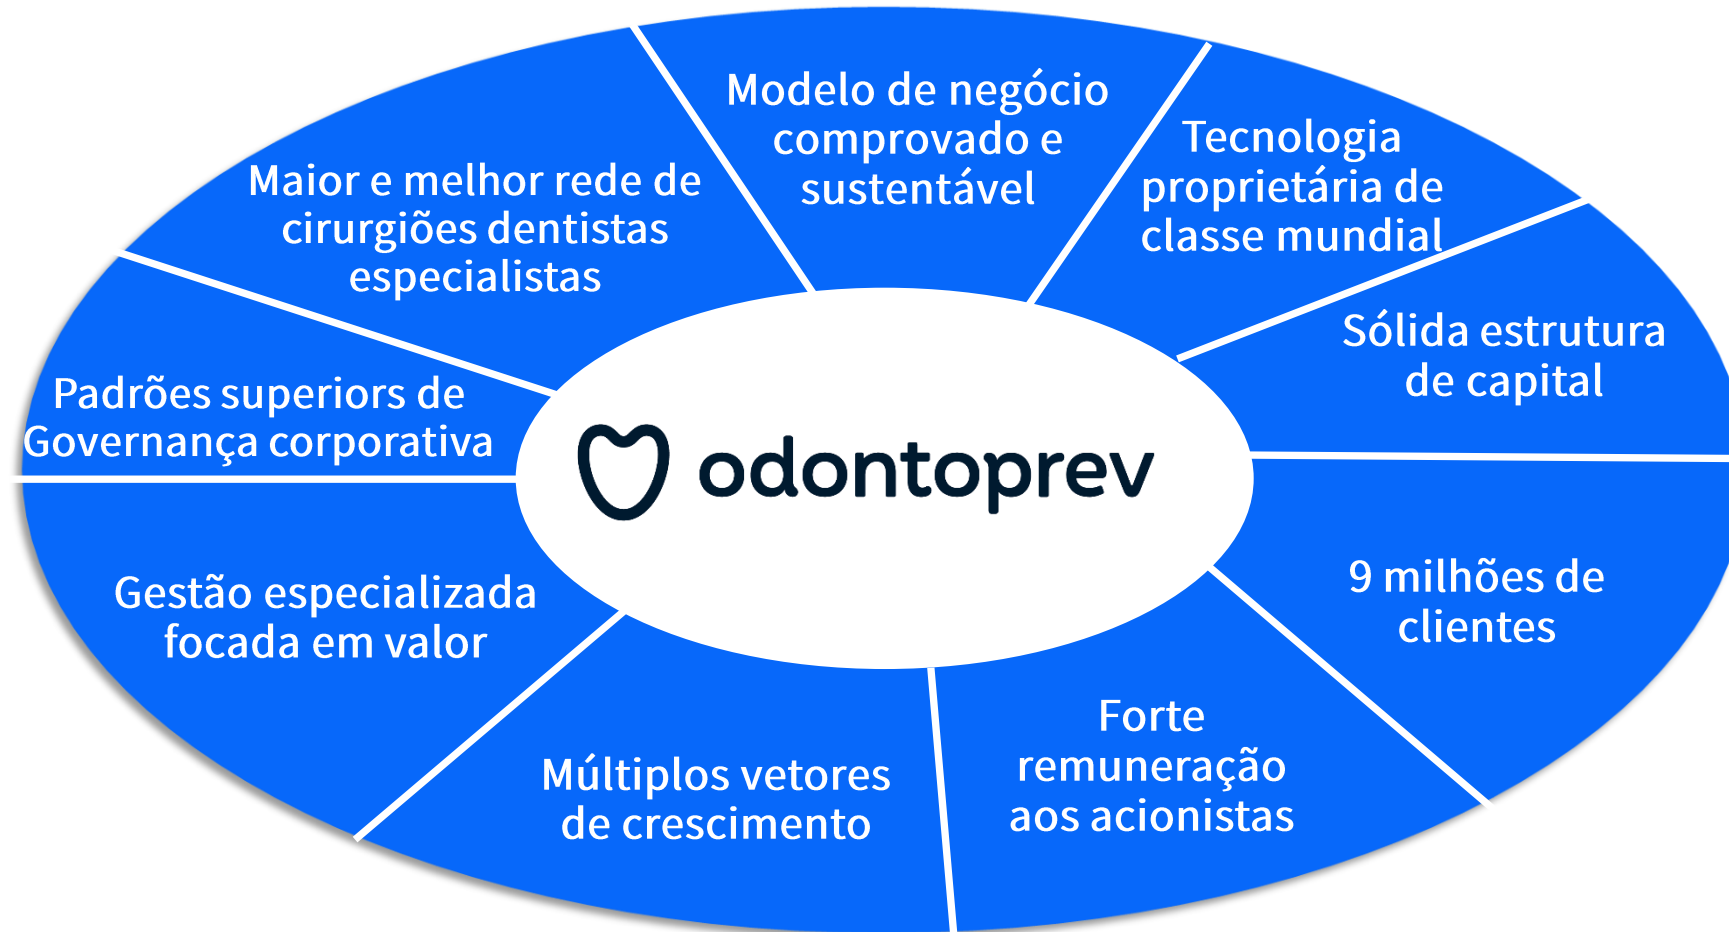 Modelo de negócio
comprovado e
sustentável
Tecnologia
proprietária de
classe mundial
Sólida estrutura
de capital
9 milhões de
clientes
Forte
remuneração
aos acionistas
Múltiplos vetores
de crescimento
Gestão especializada
focada em valor
Padrões superiors de
Governança corporativa
Maior e melhor rede de
cirurgiões dentistas
especialistas
odontoprev